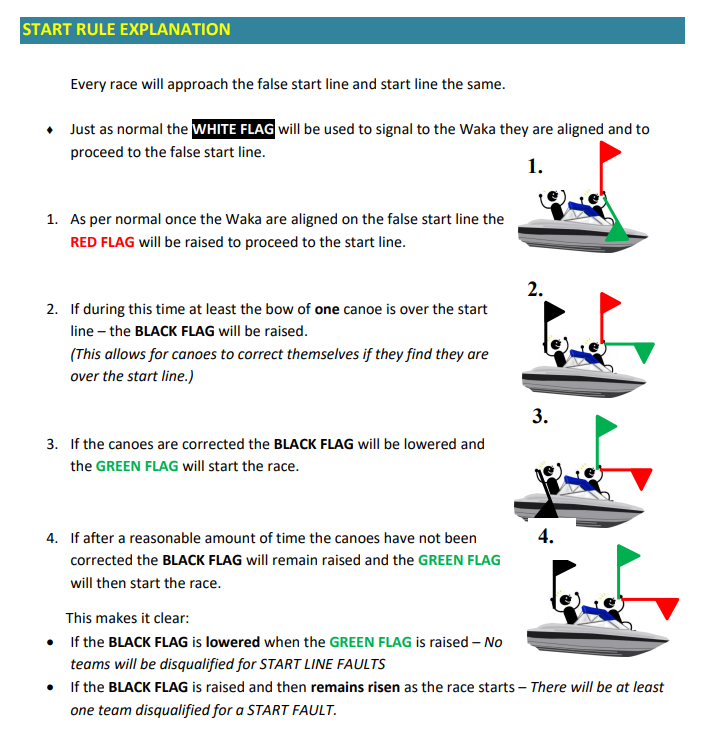 START RULE EXPLANATION
Every race will approach the false start line and start line the same.
♦ Just as normal the WHITE FLAG will be used to signal to the Waka they are aligned and to
proceed to the false start line.
1.
1. As per normal once the Waka are aligned on the false start line the
RED FLAG will be raised to proceed to the start line.
2.
2. If during this time at least the bow of one canoe is over the start
line – the BLACK FLAG will be raised.
(This allows for canoes to correct themselves if they find they are
over the start line.)
3.
3. If the canoes are corrected the BLACK FLAG will be lowered and
the GREEN FLAG will start the race.
4.
4. If after a reasonable amount of time the canoes have not been
corrected the BLACK FLAG will remain raised and the GREEN FLAG
will then start the race.
This makes it clear:
• If the BLACK FLAG is lowered when the GREEN FLAG is raised – No
teams will be disqualified for START LINE FAULTS
• If the BLACK FLAG is raised and then remains risen as the race starts – There will be at least
one team disqualified for a START FAULT.